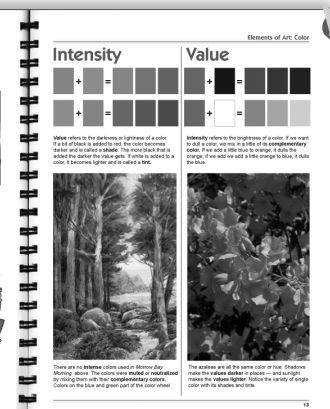 Elements of Art: Color
Intensity
Value
+
=
+
=
+
=
+
=
Value refers to the darkness or lightness of a color.
If a bit of black is added to red, the color becomes
darker and is called a shade. The more black that is
added the darker the value gets. If white is added to a
color, it becomes lighter and is called a tint.
Intensity refers to the brightness of a color. If we want
to dull a color, we mix in a little of its complementary
color. If we add a little blue to orange, it dulls the
orange; if we add we add a little orange to blue, it dulls
the blue.
There are no intense colors used in Morrow Bay
Morning above. The colors were muted or neutralized
by mixing them with their complementary colors.
Colors on the blue and green part of the color wheel
The azaleas are all the same color or hue. Shadows
make the values darker in places — and sunlight
makes the values lighter. Notice the variety of single
color with its shades and tints.
13